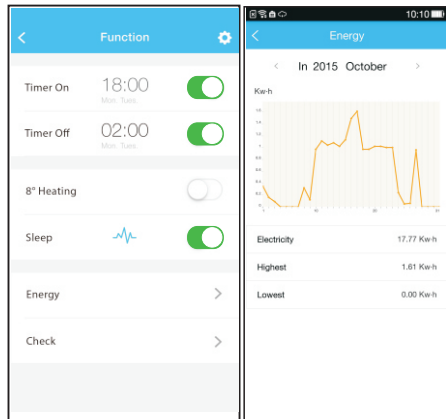 Function
Timer On
18:00
Mon. Tues.
Timer Off
02:00
Mon. Tues.
8° Heating
Sleep
Energy
Check
10:10
Energy
In 2015 October
Kw-h
Electricity
17.77 Kw-h
Highest
1.61 Kw-h
Lowest
0.00 Kw-h